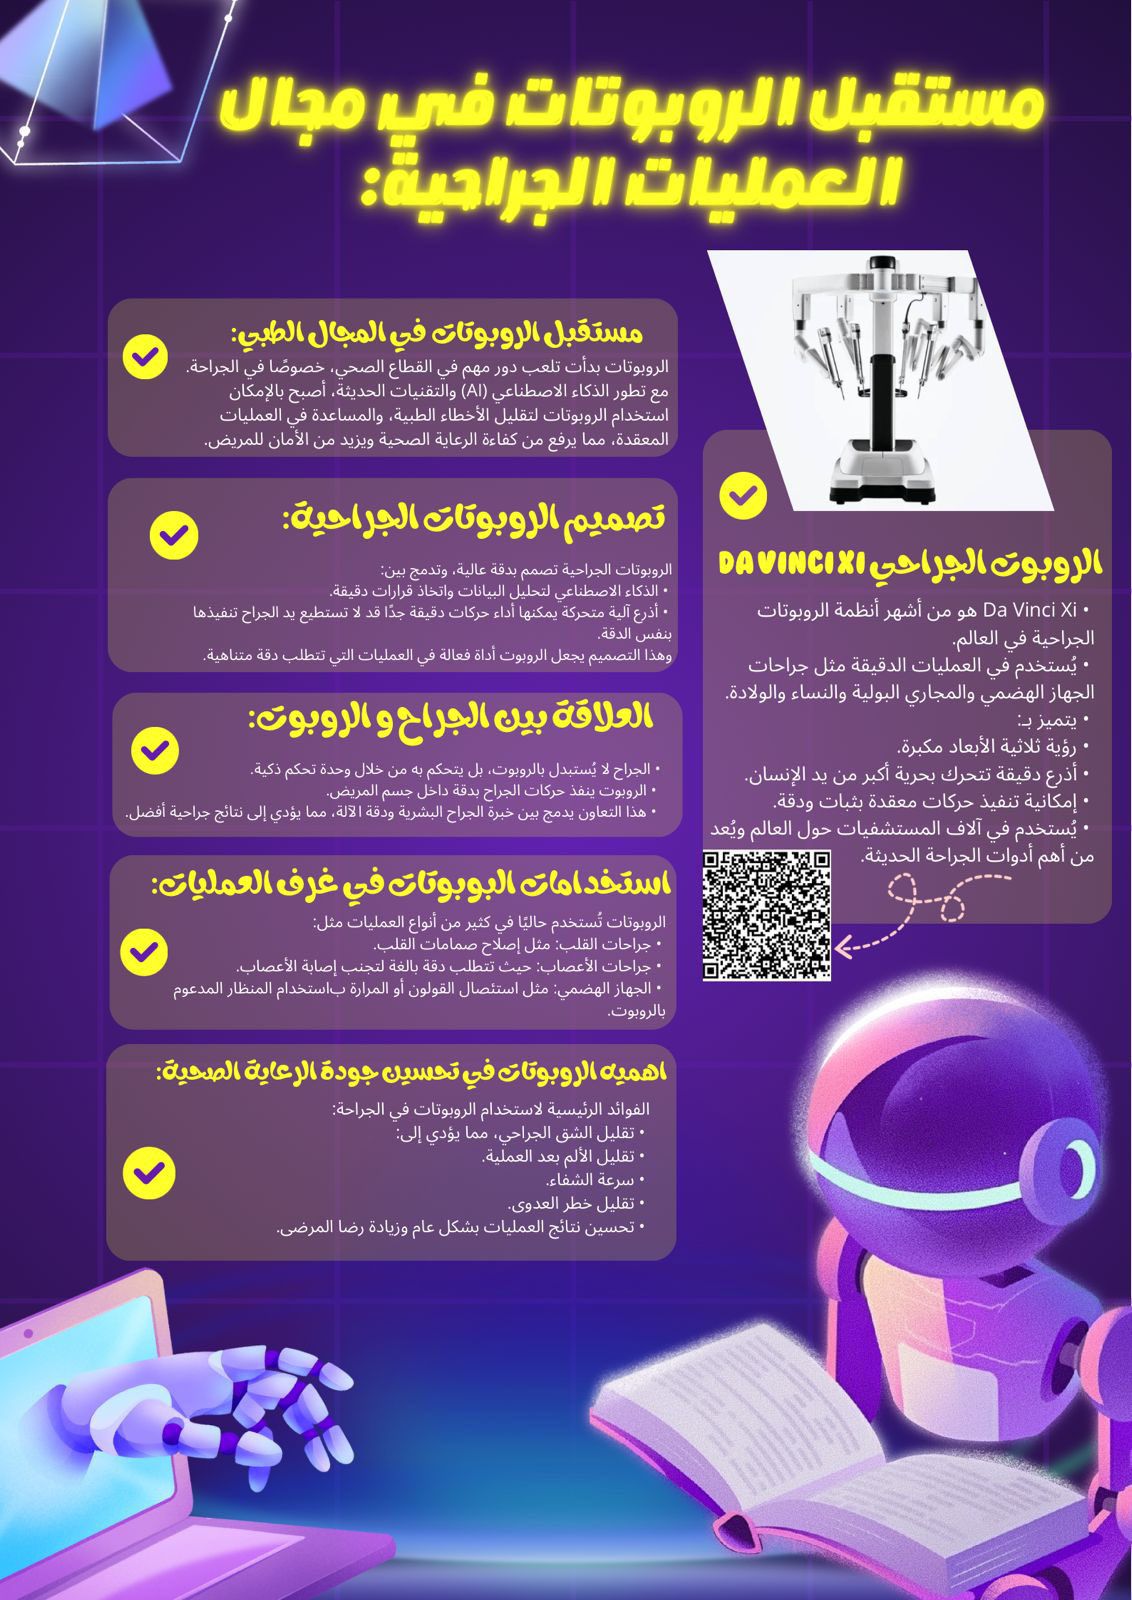 مستقبل الروبوتات في مجال
العمليات الجراحية:
مستقبل الروبوتات في المجال الطبي:
الروبوتات بدأت تلعب دور مهم في القطاع الصحي، خصوصًا في الجراحة.
مع تطور الذكاء الاصطناعي (AI) والتقنيات الحديثة، أصبح بالإمكان
استخدام الروبوتات لتقليل الأخطاء الطبية، والمساعدة في العمليات
المعقدة، مما يرفع من كفاءة الرعاية الصحية ويزيد من الأمان للمريض.
تصميم الروبوتات الجراحية:
الروبوتات الجراحية تصمم بدقة عالية، وتدمج بين:
• الذكاء الاصطناعي لتحليل البيانات واتخاذ قرارات دقيقة.
• أذرع آلية متحركة يمكنها أداء حركات دقيقة جدًا قد لا تستطيع يد الجراح تنفيذها
بنفس الدقة.
وهذا التصميم يجعل الروبوت أداة فعالة في العمليات التي تتطلب دقة متناهية.
العلاقة بين الجراح و الروبوت:
• الجراح لا يُستبدل بالروبوت، بل يتحكم به من خلال وحدة تحكم ذكية.
• الروبوت ينفذ حركات الجراح بدقة داخل جسم المريض.
• هذا التعاون يدمج بين خبرة الجراح البشرية ودقة الآلة، مما يؤدي إلى نتائج جراحية أفضل.
استخدامات البوبوتات في غرف العمليات:
الروبوتات تُستخدم حاليًا في كثير من أنواع العمليات مثل:
• جراحات القلب: مثل إصلاح صمامات القلب.
• جراحات الأعصاب: حيث تتطلب دقة بالغة لتجنب إصابة الأعصاب.
• الجهاز الهضمي: مثل استئصال القولون أو المرارة باستخدام المنظار المدعوم
بالروبوت.
اهميه الروبوتات في تحسين جودة الرعاية الصحية:
الفوائد الرئيسية لاستخدام الروبوتات في الجراحة:
• تقليل الشق الجراحي، مما يؤدي إلى:
• تقليل الألم بعد العملية.
• سرعة الشفاء.
• تقليل خطر العدوى.
• تحسين نتائج العمليات بشكل عام وزيادة رضا المرضى.
الروبوت الجراحي DA VINCI XI
• Da Vinci Xi هو من أشهر أنظمة الروبوتات
الجراحية في العالم.
• يُستخدم في العمليات الدقيقة مثل جراحات
الجهاز الهضمي والمجاري البولية والنساء والولادة.
• يتميز بـ:
• رؤية ثلاثية الأبعاد مكبرة.
• أذرع دقيقة تتحرك بحرية أكبر من يد الإنسان.
• إمكانية تنفيذ حركات معقدة بثبات ودقة.
• يُستخدم في آلاف المستشفيات حول العالم ويُعد
من أهم أدوات الجراحة الحديثة.